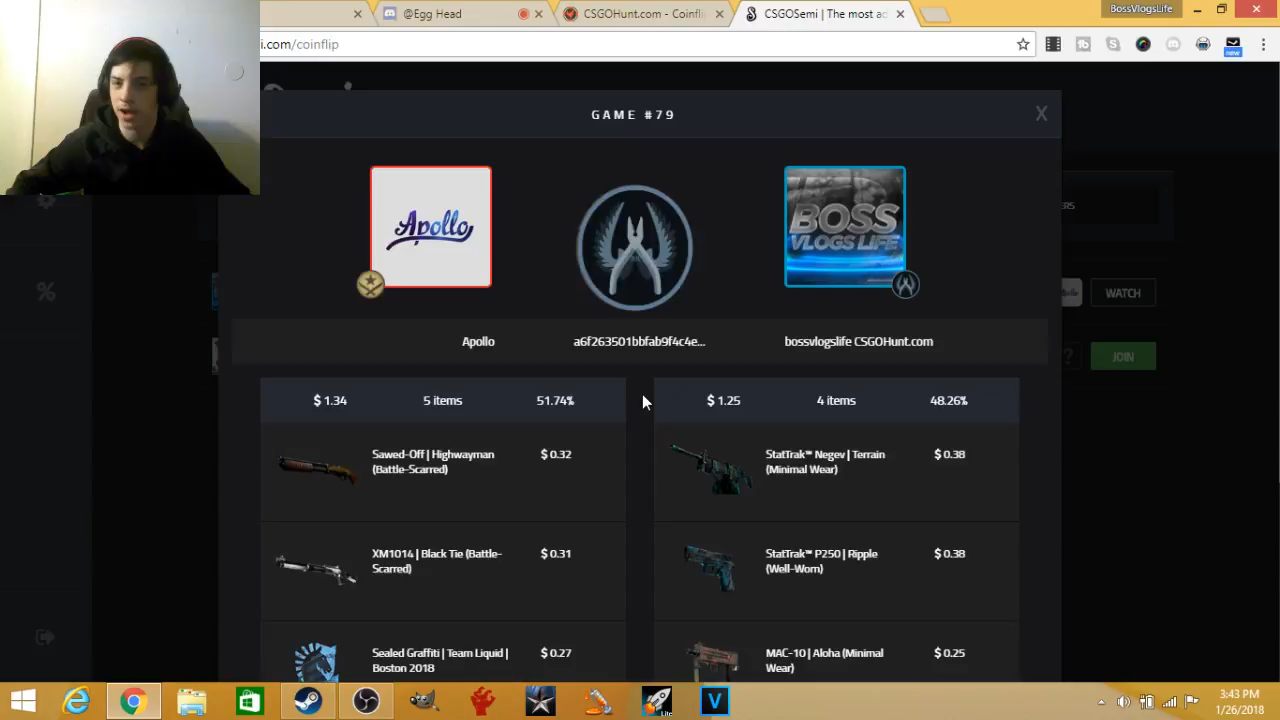 @Egg Head
CSGOHunt.com - Coinfli
CSGOSemi | The most ad
BossVlogsLife
i.com/coinflip
new
GAME #79
X
Apollo
BOSS
VLOGS LIFE
ERS
WATCH
Apollo
a6f263501bbfab9f4c4e...
bossvlogslife CSGOHunt.com
?
JOIN
$ 1.34
5 items
51.74%
$ 1.25
4 items
48.26%
Sawed-Off | Highwayman
(Battle-Scarred)
$ 0.32
StatTrak™ Negev | Terrain
(Minimal Wear)
$ 0.38
XM1014 | Black Tie (Battle-
Scarred)
$ 0.31
StatTrak™ P250 | Ripple
(Well-Worn)
$ 0.38
Sealed Graffiti | Team Liquid |
Boston 2018
$ 0.27
MAC-10 | Aloha (Minimal
Wear)
$ 0.25
Lite
V
3:43 PM
1/26/2018